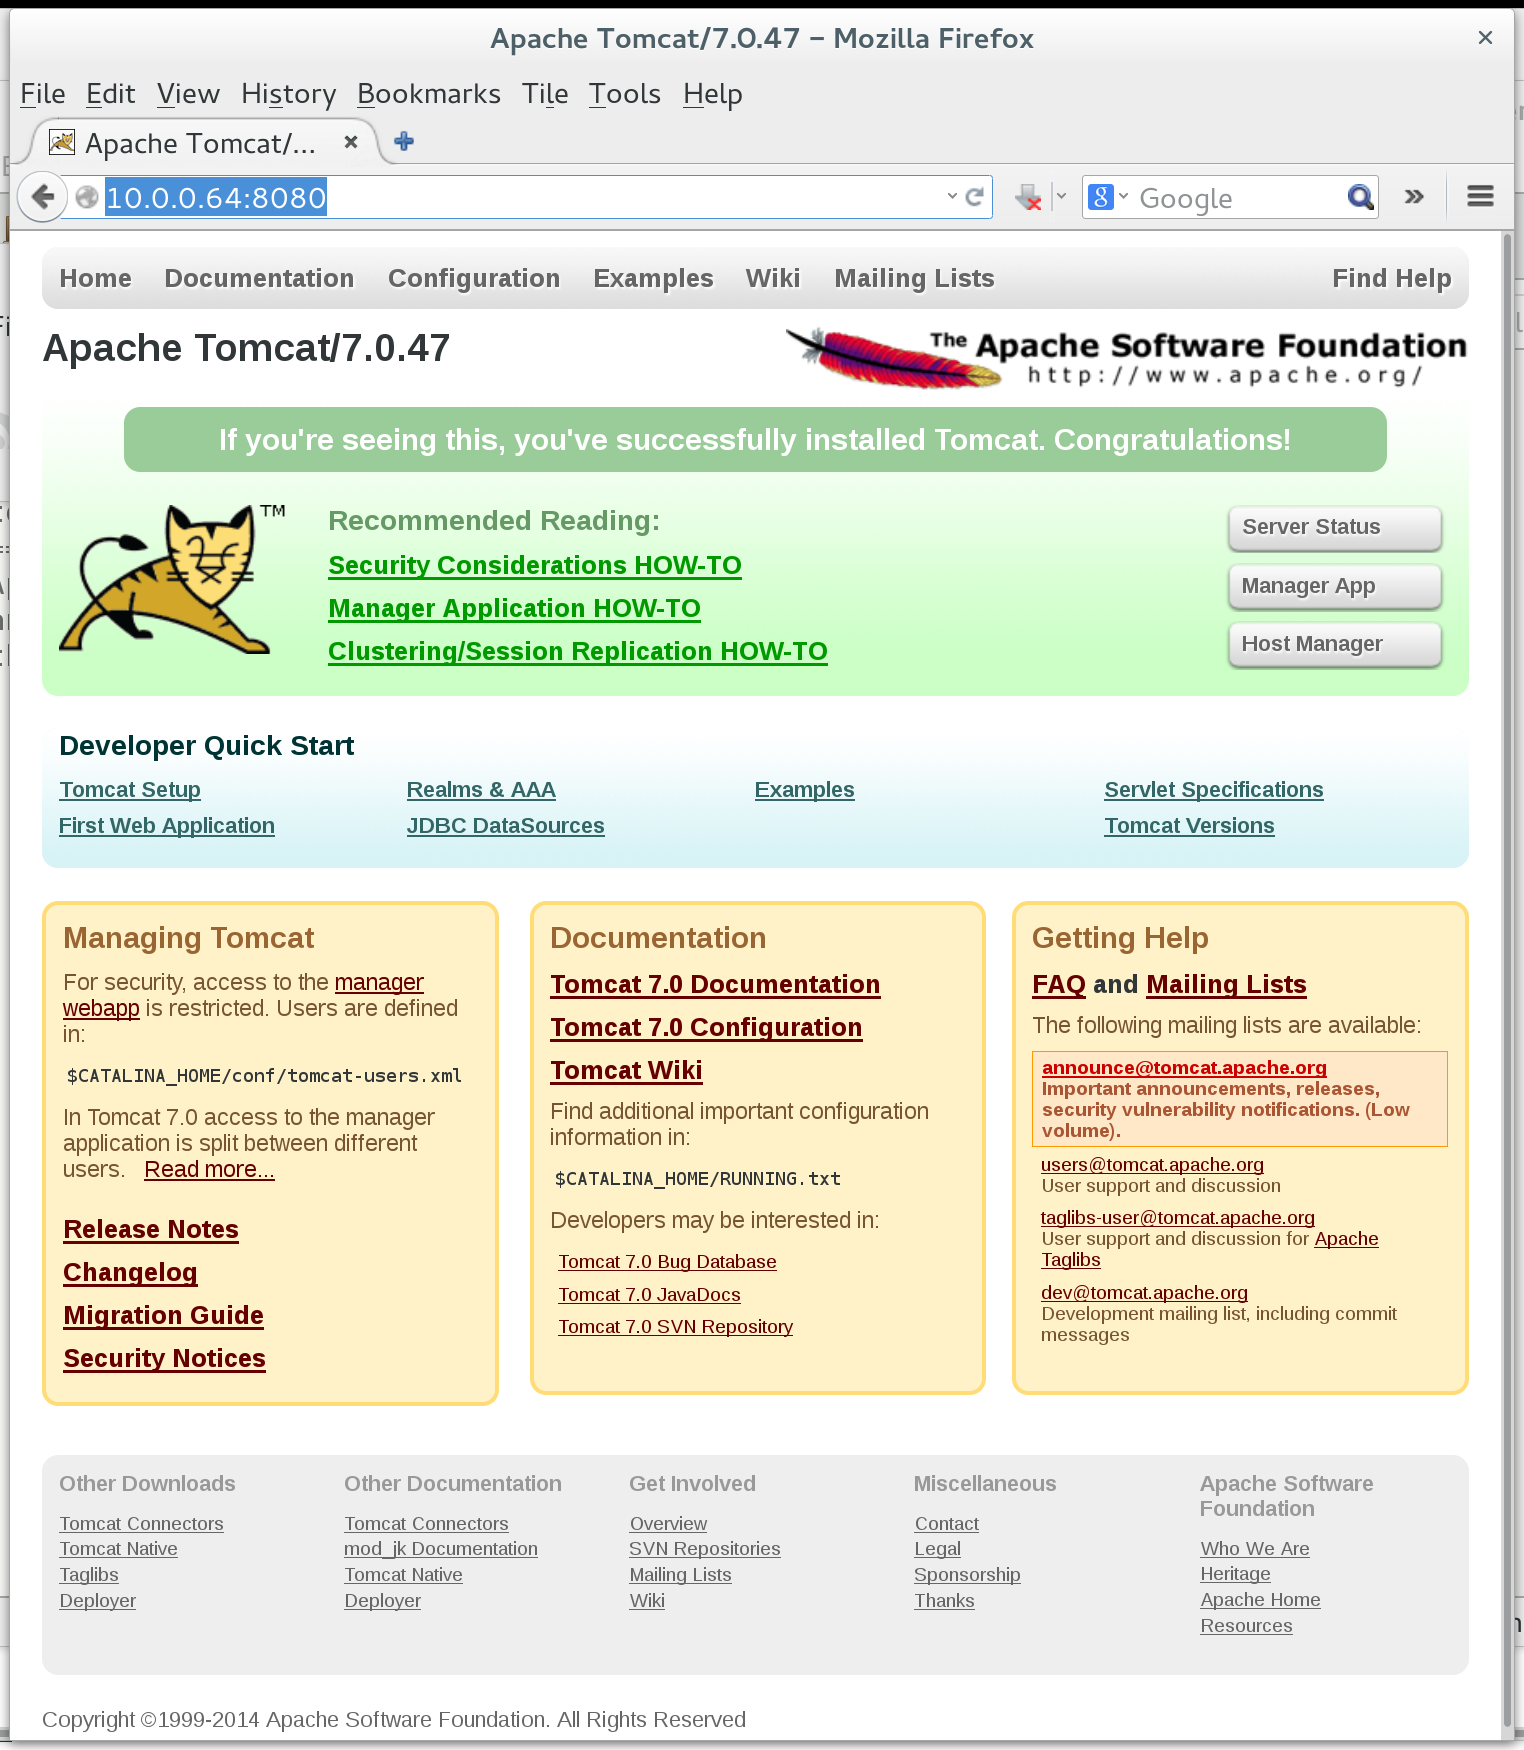 Apache Tomcat/7.0.47 – Mozilla Firefox
File Edit View History Bookmarks Tile Tools Help
Apache Tomcat/...
10.0.0.64:8080
Google
Home Documentation Configuration Examples Wiki Mailing Lists Find Help
Apache Tomcat/7.0.47
The Apache Software Foundation
http://www.apache.org/
If you're seeing this, you've successfully installed Tomcat. Congratulations!
TM
Recommended Reading:
Security Considerations HOW-TO
Manager Application HOW-TO
Clustering/Session Replication HOW-TO
Server Status
Manager App
Host Manager
Developer Quick Start
Tomcat Setup
First Web Application
Realms & AAA
JDBC DataSources
Examples
Servlet Specifications
Tomcat Versions
Managing Tomcat
For security, access to the manager
webapp is restricted. Users are defined
in:
$CATALINA_HOME/conf/tomcat-users.xml
In Tomcat 7.0 access to the manager
application is split between different
users. Read more...
Release Notes
Changelog
Migration Guide
Security Notices
Documentation
Tomcat 7.0 Documentation
Tomcat 7.0 Configuration
Tomcat Wiki
Find additional important configuration
information in:
$CATALINA_HOME/RUNNING.txt
Developers may be interested in:
Tomcat 7.0 Bug Database
Tomcat 7.0 JavaDocs
Tomcat 7.0 SVN Repository
Getting Help
FAQ and Mailing Lists
The following mailing lists are available:
announce@tomcat.apache.org
Important announcements, releases,
security vulnerability notifications. (Low
volume).
users@tomcat.apache.org
User support and discussion
taglibs-user@tomcat.apache.org
User support and discussion for Apache
Taglibs
dev@tomcat.apache.org
Development mailing list, including commit
messages
Other Downloads
Tomcat Connectors
Tomcat Native
Taglibs
Deployer
Other Documentation
Tomcat Connectors
mod_jk Documentation
Tomcat Native
Deployer
Get Involved
Overview
SVN Repositories
Mailing Lists
Wiki
Miscellaneous
Contact
Legal
Sponsorship
Thanks
Apache Software
Foundation
Who We Are
Heritage
Apache Home
Resources
Copyright ©1999-2014 Apache Software Foundation. All Rights Reserved